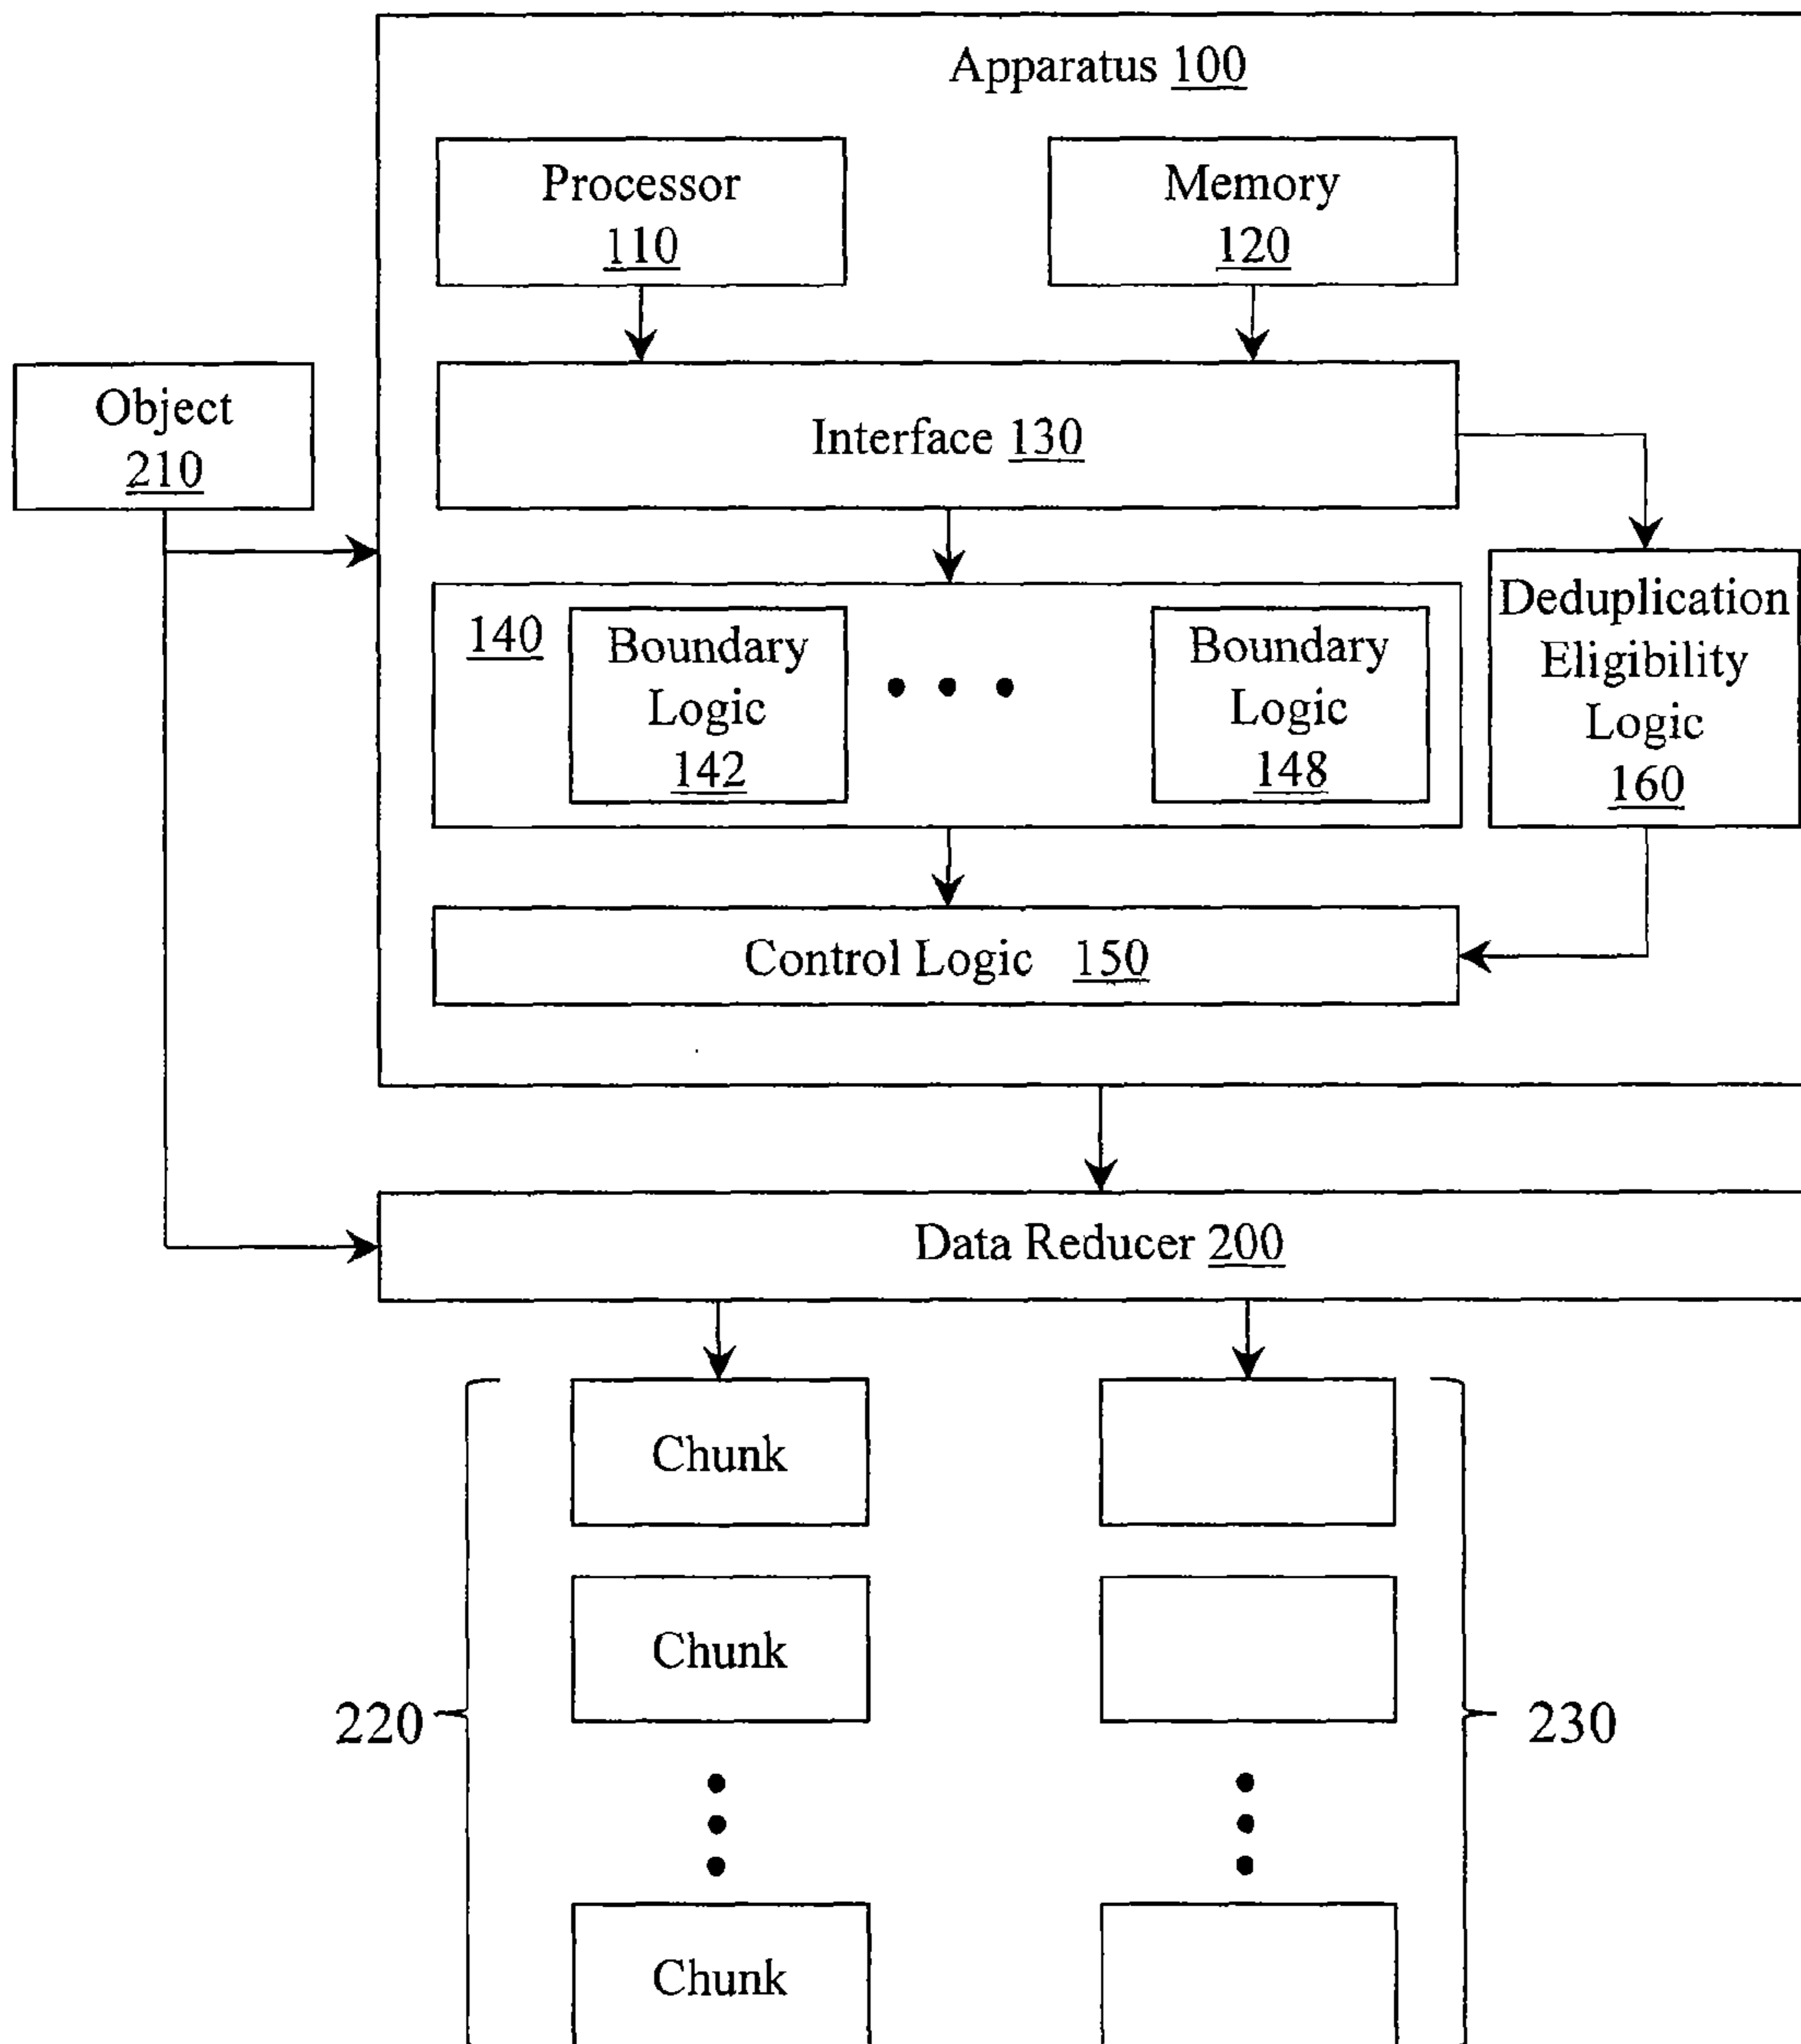 Apparatus 100
Processor
110
Memory
120
Object
210
Interface 130
140
Boundary
Logic
142
Boundary
Logic
148
Deduplication
Eligibility
Logic
160
Control Logic 150
Data Reducer 200
Chunk
Chunk
220
230
Chunk